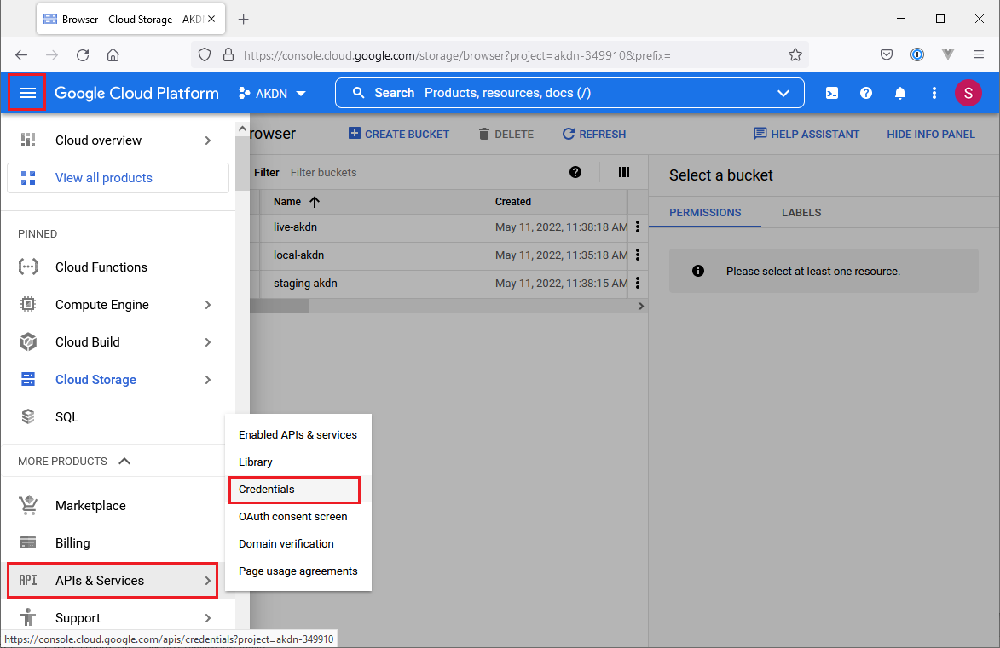 Browser – Cloud Storage – AKD
https://console.cloud.google.com/storage/browser?project=akdn-349910&prefix=
Google Cloud Platform
AKDN
Search Products, resources, docs (/)
S
Cloud overview
View all products
PINNED
Cloud Functions
Compute Engine
Cloud Build
Cloud Storage
SQL
MORE PRODUCTS
Marketplace
Billing
API APIs & Services
Support
Enabled APIs & services
Library
Credentials
OAuth consent screen
Domain verification
Page usage agreements
rowser
CREATE BUCKET
DELETE
REFRESH
HELP ASSISTANT
HIDE INFO PANEL
Filter Filter buckets
Name Created
live-akdn May 11, 2022, 11:38:18 AM
local-akdn May 11, 2022, 11:35:18 AM
staging-akdn May 11, 2022, 11:38:15 AM
Select a bucket
PERMISSIONS LABELS
Please select at least one resource.
https://console.cloud.google.com/apis/credentials?project=akdn-349910